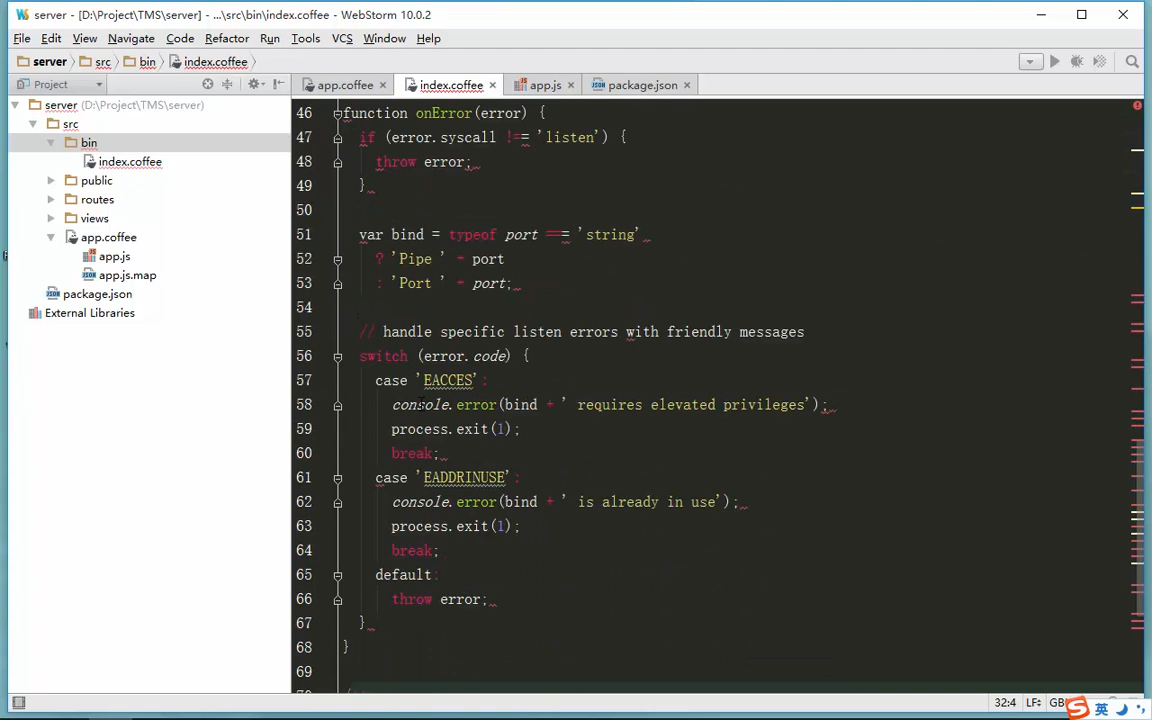 server - [D:\Project\TMS\server] - ...\src\bin\index.coffee - WebStorm 10.0.2
File Edit View Navigate Code Refactor Run Tools VCS Window Help
server src bin index.coffee
Project
app.coffee index.coffee app.js package.json
server (D:\Project\TMS\server)
src
bin
index.coffee
public
routes
views
app.coffee
app.js
app.js.map
package.json
External Libraries
46 function onError(error) {
47 if (error.syscall !== 'listen') {
48 throw error;
49 }
50
51 var bind = typeof port === 'string'
52 ? 'Pipe ' + port
53 : 'Port ' + port;
54
55 // handle specific listen errors with friendly messages
56 switch (error.code) {
57 case 'EACCES':
58 console.error(bind + ' requires elevated privileges');
59 process.exit(1);
60 break;
61 case 'EADDRINUSE':
62 console.error(bind + ' is already in use');
63 process.exit(1);
64 break;
65 default:
66 throw error;
67 }
68 }
69
32:4 LF÷ GB
英